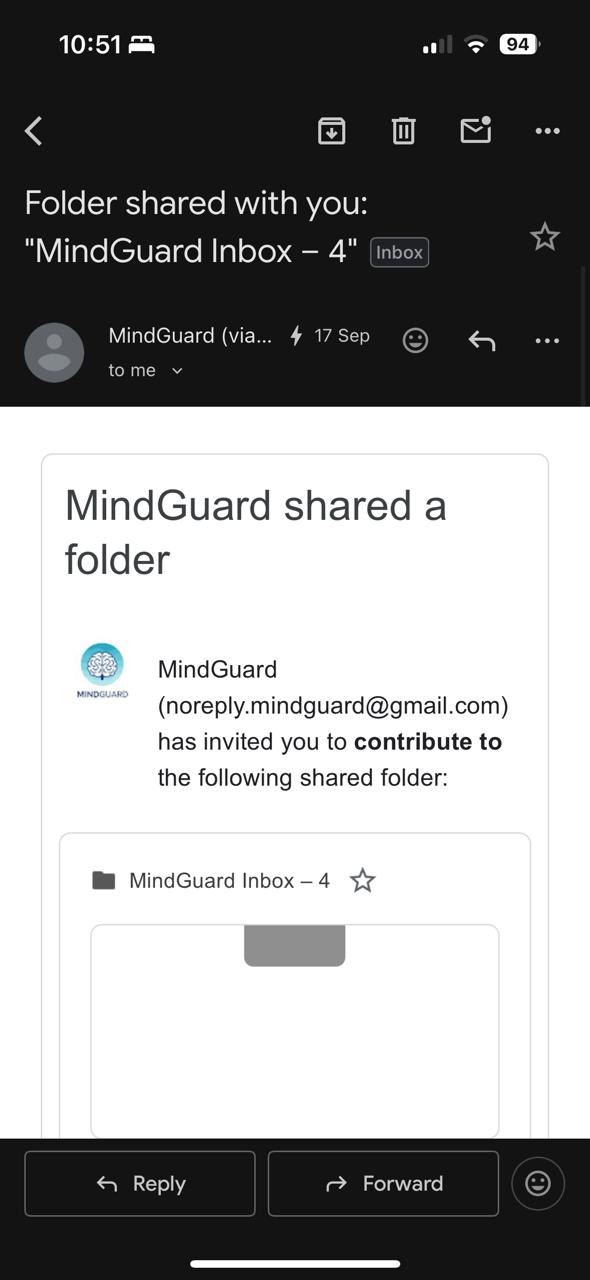 10:51
94
Folder shared with you:
"MindGuard Inbox – 4" Inbox
MindGuard (via... 17 Sep
to me
MindGuard shared a
folder
MINDGUARD
MindGuard
(noreply.mindguard@gmail.com)
has invited you to contribute to
the following shared folder:
MindGuard Inbox – 4
Reply
Forward